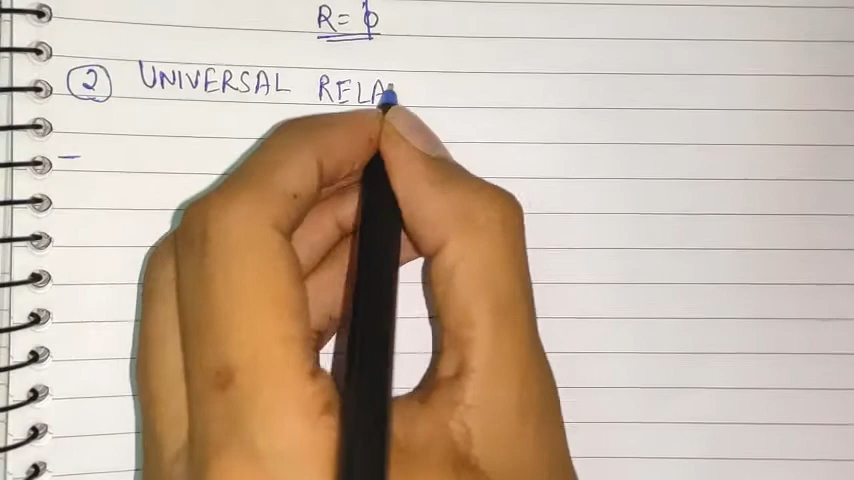 R = ϕ
② UNIVERSAL RELA
-